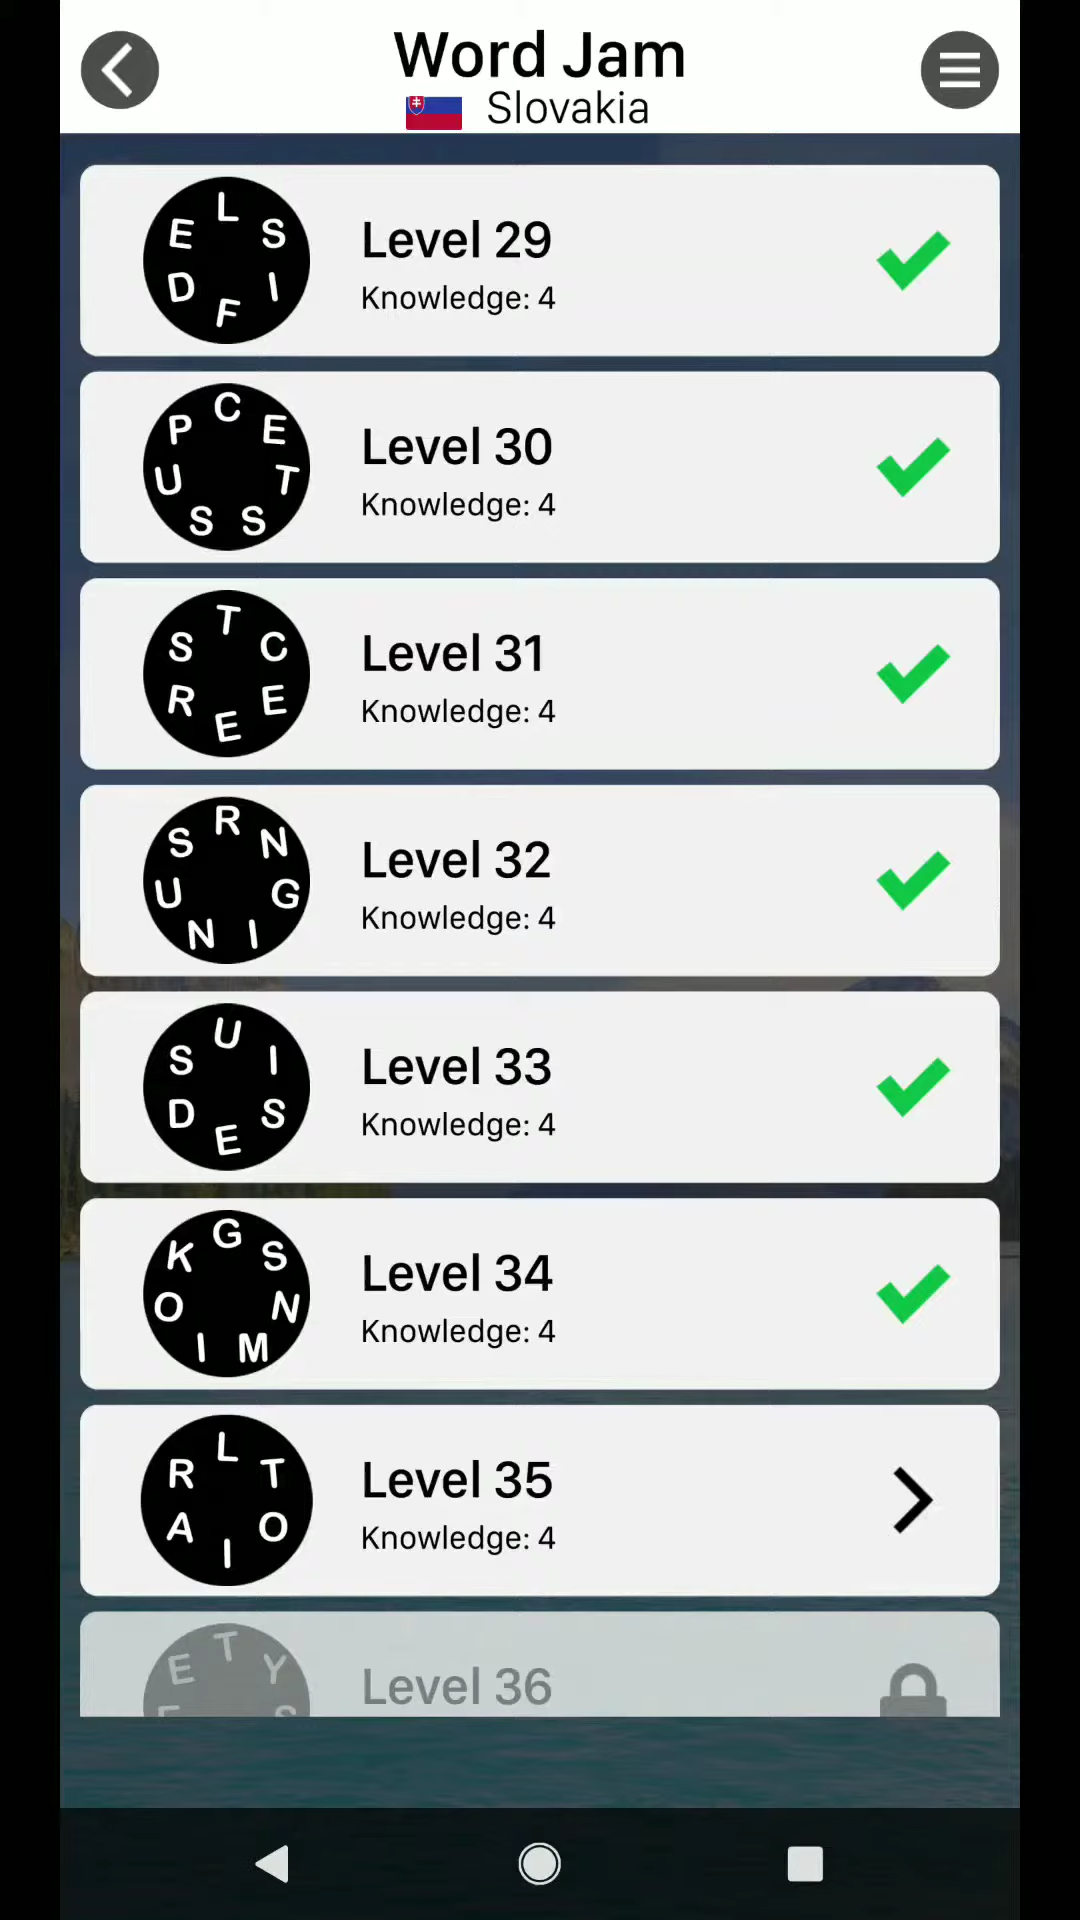 Word Jam
Slovakia
L
E S
D I
F
Level 29
Knowledge: 4
C
P E
U T
S S
Level 30
Knowledge: 4
T
S C
R E
E
Level 31
Knowledge: 4
R
S N
U G
N I
Level 32
Knowledge: 4
U
S I
D S
E
Level 33
Knowledge: 4
G
K S
O N
I M
Level 34
Knowledge: 4
L
R T
A O
I
Level 35
Knowledge: 4
T
E Y
Level 36